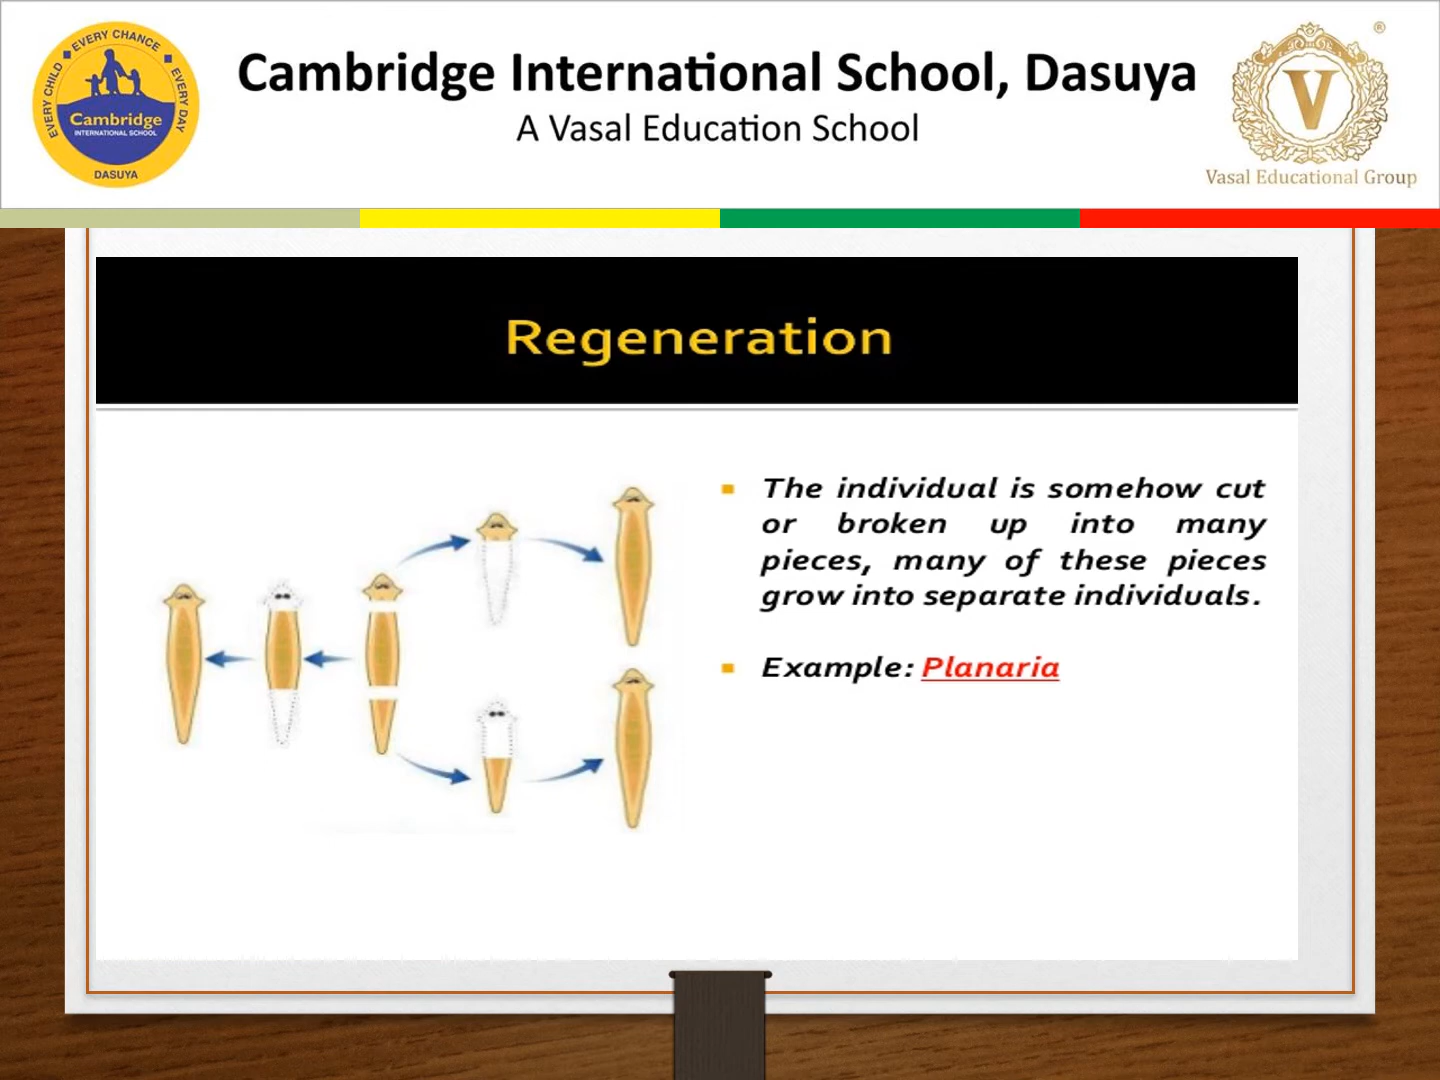 EVERY CHILD ■ EVERY CHANCE ■ EVERY DAY
Cambridge
INTERNATIONAL SCHOOL
DASUYA
Cambridge International School, Dasuya
A Vasal Education School
®
V
Vasal Educational Group
Regeneration
The individual is somehow cut
or broken up into many
pieces, many of these pieces
grow into separate individuals.
Example: Planaria